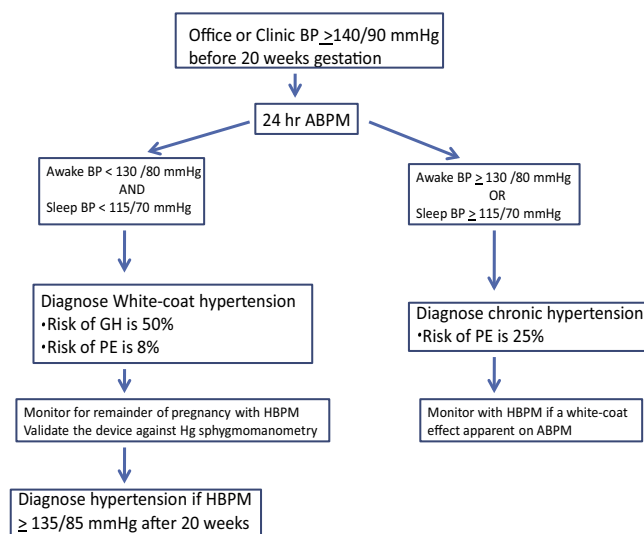 Office or Clinic BP ≥140/90 mmHg
before 20 weeks gestation
24 hr ABPM
Awake BP < 130 /80 mmHg
AND
Sleep BP < 115/70 mmHg
Awake BP ≥ 130 /80 mmHg
OR
Sleep BP ≥ 115/70 mmHg
Diagnose White-coat hypertension
•Risk of GH is 50%
•Risk of PE is 8%
Diagnose chronic hypertension
•Risk of PE is 25%
Monitor for remainder of pregnancy with HBPM
Validate the device against Hg sphygmomanometry
Monitor with HBPM if a white-coat
effect apparent on ABPM
Diagnose hypertension if HBPM
≥ 135/85 mmHg after 20 weeks